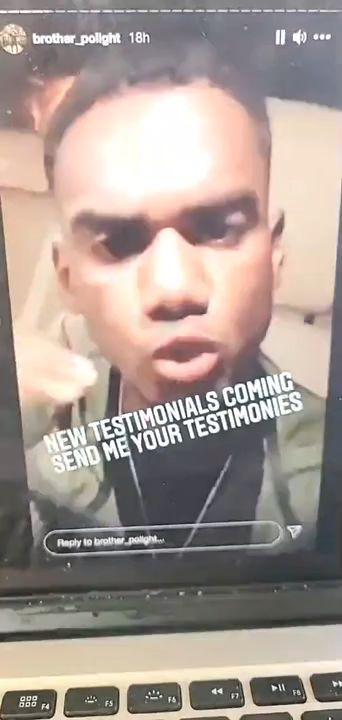 brother_polight 18h
NEW TESTIMONIALS COMING
SEND ME YOUR TESTIMONIES
Reply to brother_polight...
F4
F5
F6
F7
F8